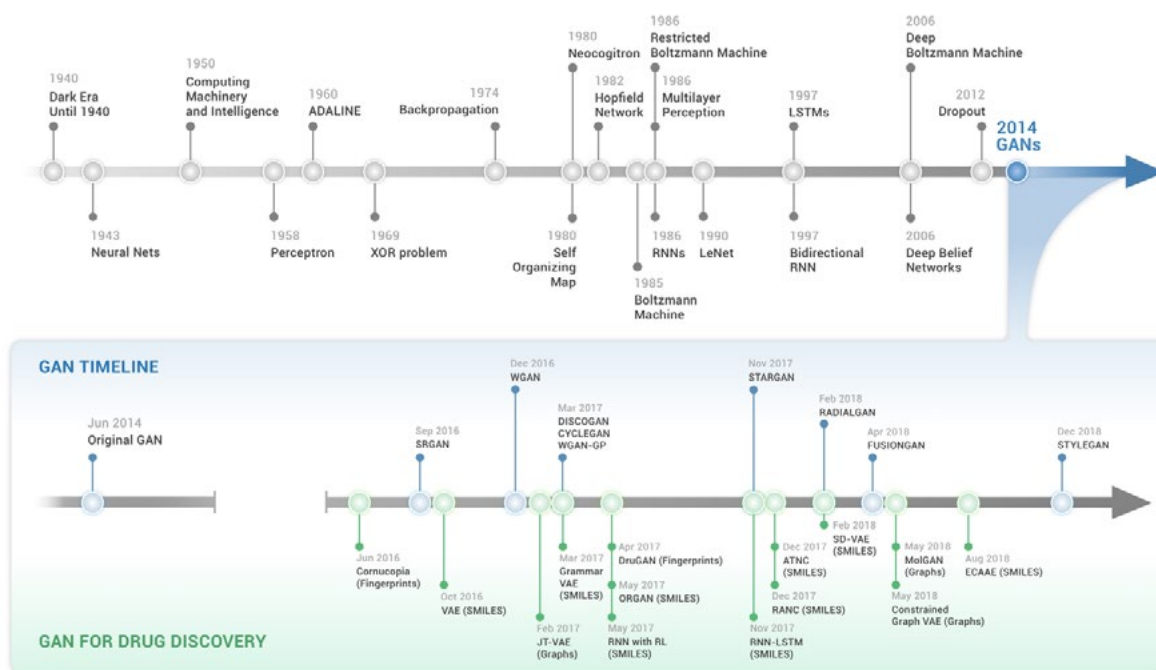 1940
Dark Era
Until 1940
1943
Neural Nets
1950
Computing
Machinery
and Intelligence
1958
Perceptron
1960
ADALINE
1969
XOR problem
1974
Backpropagation
1980
Neocogitron
1980
Self
Organizing
Map
1982
Hopfield
Network
1985
Boltzmann
Machine
1986
Restricted
Boltzmann Machine
1986
Multilayer
Perception
1986
RNNs
1990
LeNet
1997
LSTMs
1997
Bidirectional
RNN
2006
Deep
Boltzmann Machine
2006
Deep Belief
Networks
2012
Dropout
2014
GANs
GAN TIMELINE
Jun 2014
Original GAN
Sep 2016
SRGAN
Dec 2016
WGAN
Mar 2017
DISCOGAN
CYCLEGAN
WGAN-GP
Nov 2017
STARGAN
Feb 2018
RADIALGAN
Apr 2018
FUSIONGAN
Dec 2018
STYLEGAN
Jun 2016
Cornucopia
(Fingerprints)
Oct 2016
VAE (SMILES)
Feb 2017
JT-VAE
(Graphs)
Mar 2017
Grammar
VAE
(SMILES)
Apr 2017
DruGAN (Fingerprints)
May 2017
ORGAN (SMILES)
May 2017
RNN with RL
(SMILES)
Nov 2017
RNN-LSTM
(SMILES)
Dec 2017
ATNC
(SMILES)
Dec 2017
RANC (SMILES)
Feb 2018
SD-VAE
(SMILES)
May 2018
MolGAN
(Graphs)
May 2018
Constrained
Graph VAE (Graphs)
Aug 2018
ECAAE (SMILES)
GAN FOR DRUG DISCOVERY